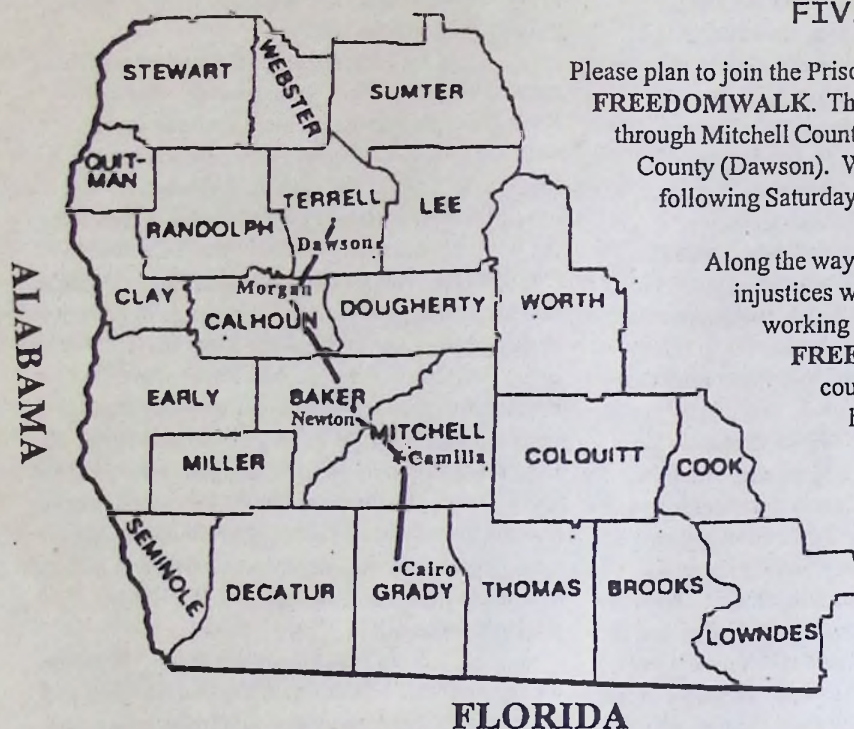 FIV
Please plan to join the Priso
FREEDOMWALK. Th
through Mitchell Count
County (Dawson). W
following Saturday
Along the way
injustices w
working
FREE
cou
STEWART
WEBSTER
SUMTER
QUIT-
MAN
RANDOLPH
TERRELL
LEE
Dawson
CLAY
Morgan
CALHOUN
DOUGHERTY
WORTH
ALABAMA
EARLY
BAKER
Newton
MITCHELL
Camilla
MILLER
COLQUITT
COOK
SEMINOLE
DECATUR
Cairo
GRADY
THOMAS
BROOKS
LOWNDES
FLORIDA